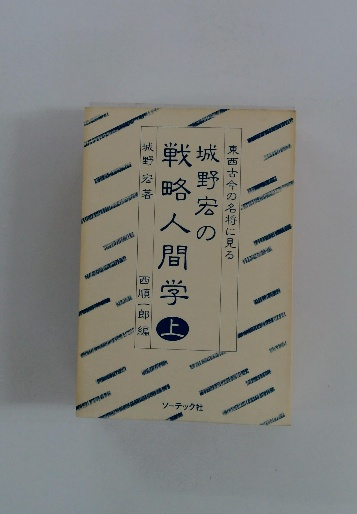 東西古今の名将に見る
城野宏の
戦略人間学
上
城野宏著
西順一郎編
ソーテック社